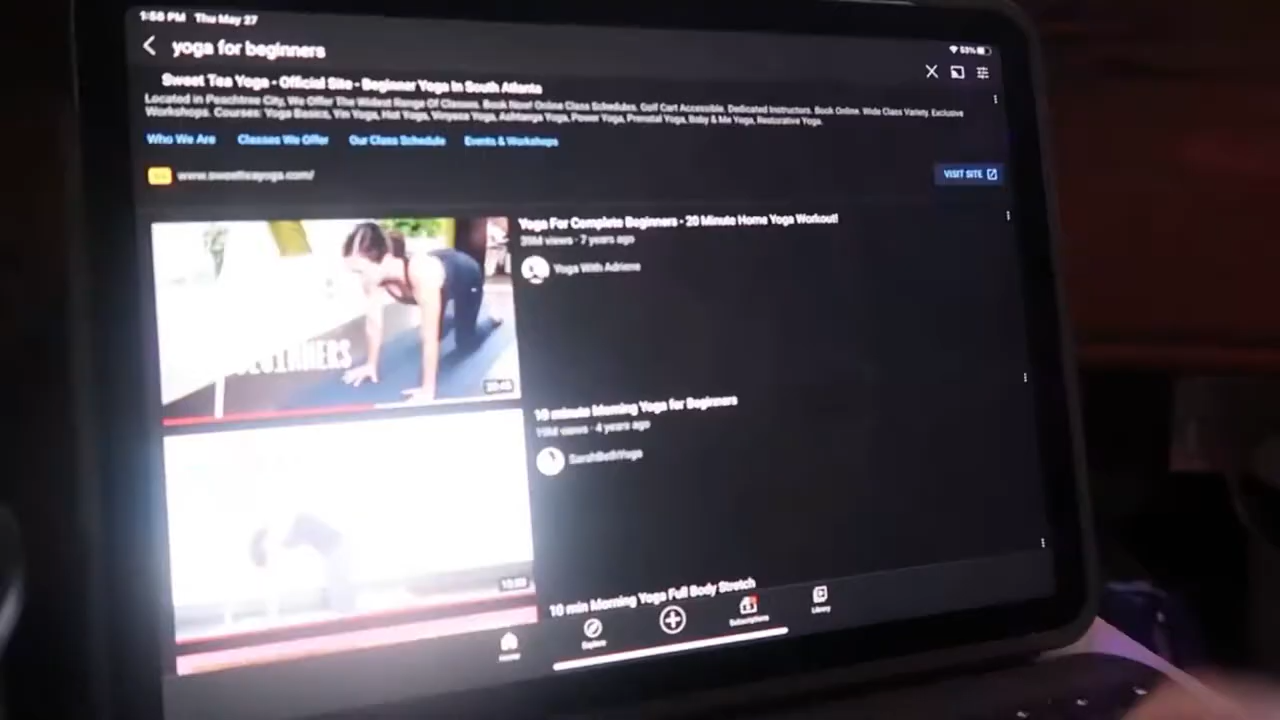 1:58 PM Thu May 27
53%
yoga for beginners
Sweet Tea Yoga - Official Site - Beginner Yoga In South Atlanta
Located in Peachtree City, We Offer The Widest Range Of Classes. Book Now! Online Class Schedules. Golf Cart Accessible. Dedicated Instructors. Book Online. Wide Class Variety. Exclusive
Workshops. Courses: Yoga Basics, Yin Yoga, Hot Yoga, Vinyasa Yoga, Ashtanga Yoga, Power Yoga, Prenatal Yoga, Baby & Me Yoga, Restorative Yoga.
Who We Are Classes We Offer Our Class Schedule Events & Workshops
www.sweetteayoga.com/
VISIT SITE
Yoga For Complete Beginners - 20 Minute Home Yoga Workout!
39M views · 7 years ago
Yoga With Adriene
BEGINNERS
10 minute Morning Yoga for Beginners
19M views · 4 years ago
SarahBethYoga
10 min Morning Yoga Full Body Stretch
Home Explore Subscriptions Library